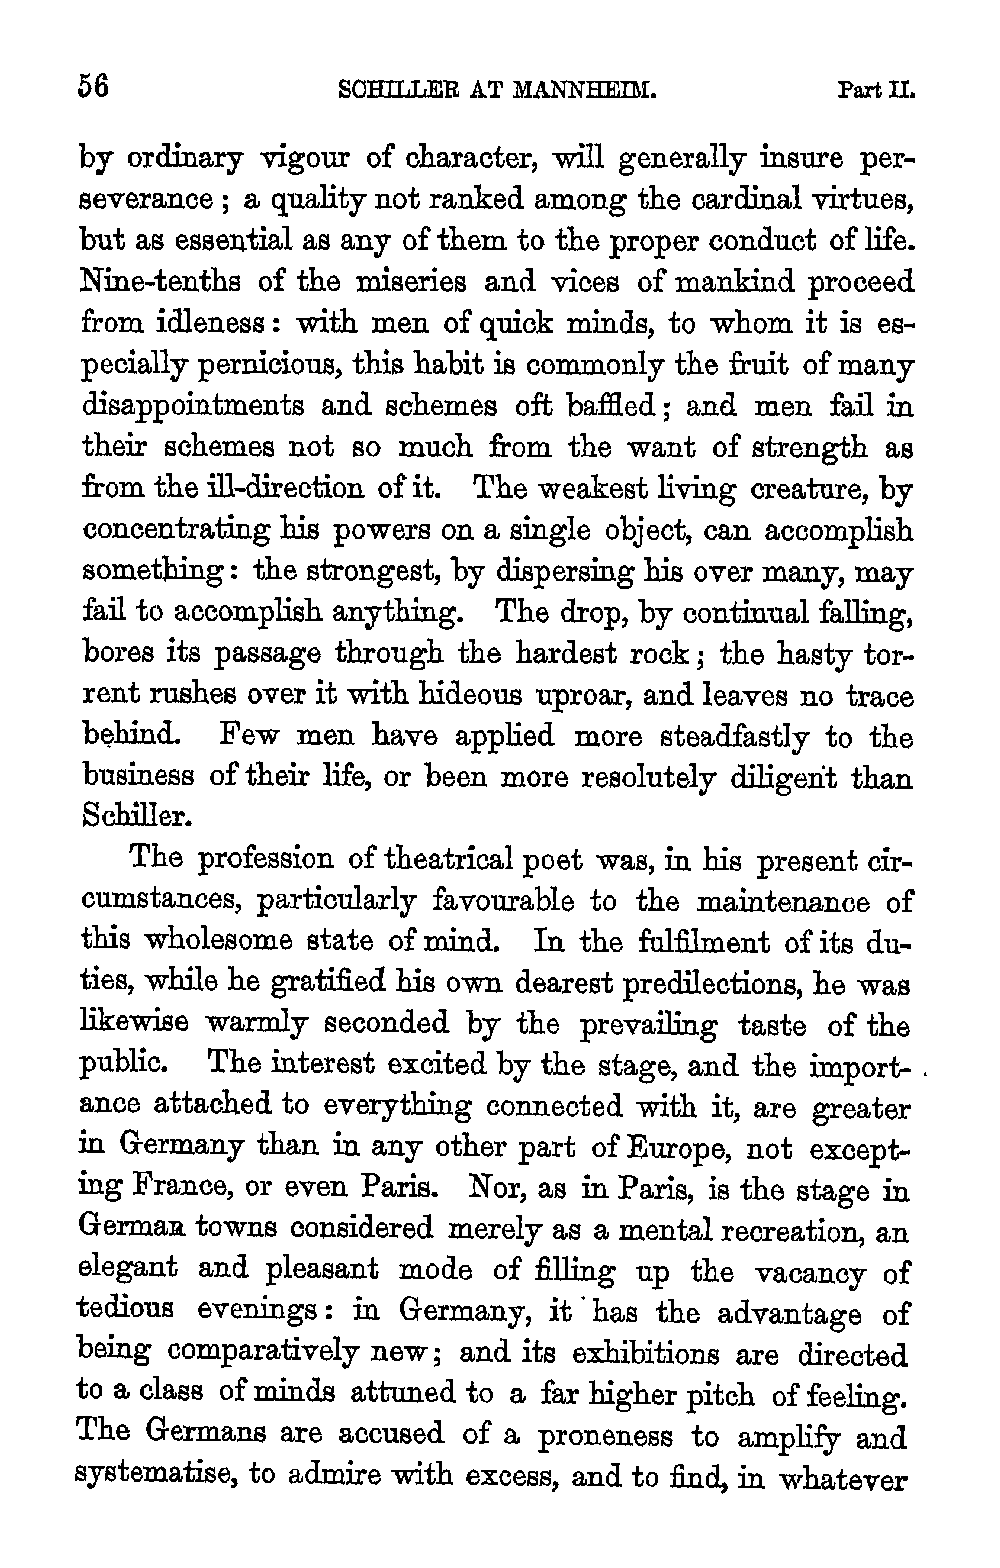 56 SCHILLER AT MANNHEIM. Part II.
by ordinary vigour of character, will generally insure per-
severance ; a quality not ranked among the cardinal virtues,
but as essential as any of them to the proper conduct of life.
Nine-tenths of the miseries and vices of mankind proceed
from idleness : with men of quick minds, to whom it is es-
pecially pernicious, this habit is commonly the fruit of many
disappointments and schemes oft baffled ; and men fail in
their schemes not so much from the want of strength as
from the ill-direction of it. The weakest living creature, by
concentrating his powers on a single object, can accomplish
something : the strongest, by dispersing his over many, may
fail to accomplish anything. The drop, by continual falling,
bores its passage through the hardest rock ; the hasty tor-
rent rushes over it with hideous uproar, and leaves no trace
behind. Few men have applied more steadfastly to the
business of their life, or been more resolutely diligent than
Schiller.
The profession of theatrical poet was, in his present cir-
cumstances, particularly favourable to the maintenance of
this wholesome state of mind. In the fulfilment of its du-
ties, while he gratified his own dearest predilections, he was
likewise warmly seconded by the prevailing taste of the
public. The interest excited by the stage, and the import-
ance attached to everything connected with it, are greater
in Germany than in any other part of Europe, not except-
ing France, or even Paris. Nor, as in Paris, is the stage in
German towns considered merely as a mental recreation, an
elegant and pleasant mode of filling up the vacancy of
tedious evenings : in Germany, it has the advantage of
being comparatively new ; and its exhibitions are directed
to a class of minds attuned to a far higher pitch of feeling.
The Germans are accused of a proneness to amplify and
systematise, to admire with excess, and to find, in whatever